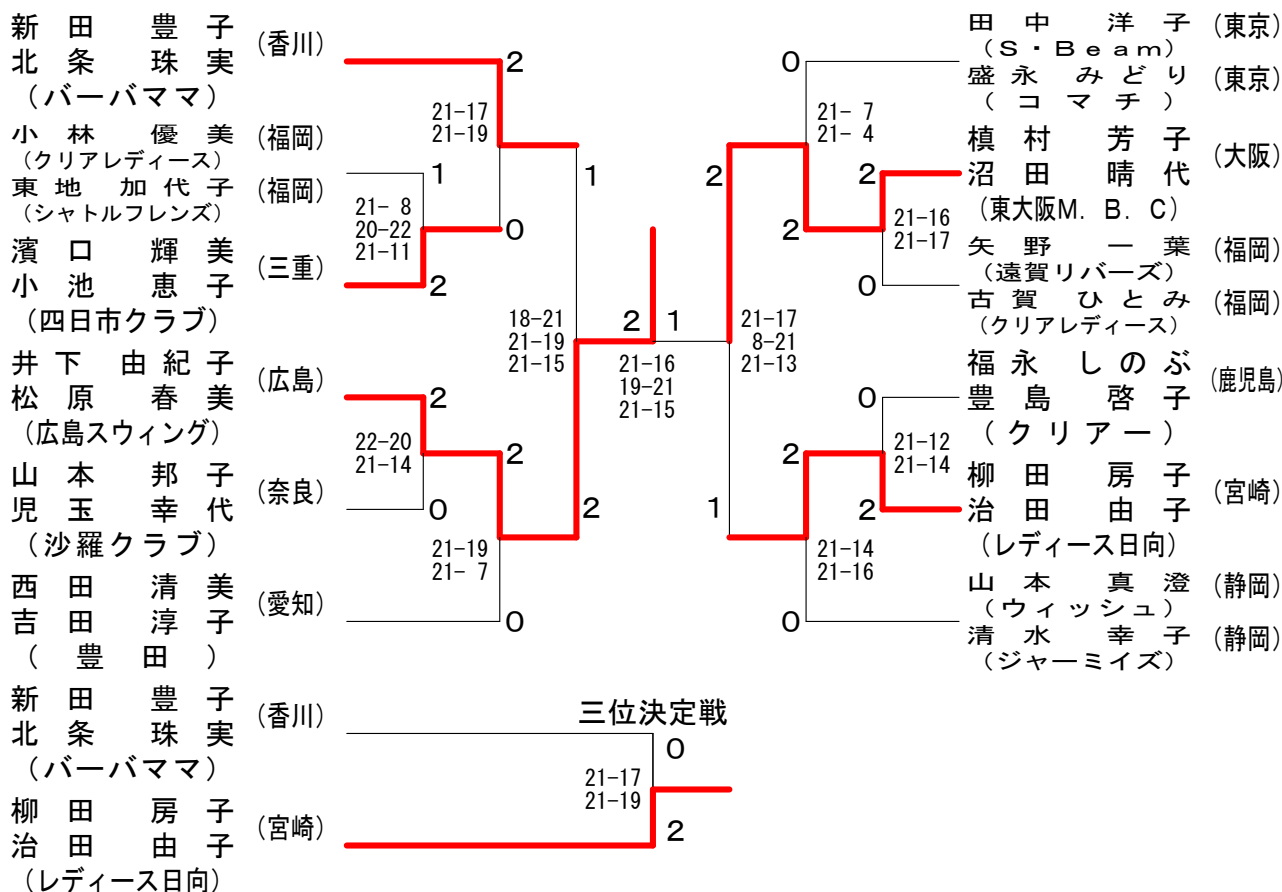 新田 豊子
北条 珠実
(香川)
(バーバママ)
小林 優美
(福岡)
(クリアレディース)
東地 加代子
(福岡)
(シャトルフレンズ)
濱口 輝美
小池 恵子
(三重)
(四日市クラブ)
井下 由紀子
松原 春美
(広島)
(広島スウィング)
山本 邦子
児玉 幸代
(奈良)
(沙羅クラブ)
西田 清美
吉田 淳子
(愛知)
(豊田)
2
21-17
21-19
1
21- 8
20-22
21-11
2
0
1
2
22-20
21-14
0
2
21-19
21- 7
0
2
18-21
21-19
21-15
2
1
21-16
19-21
21-15
2
21-17
8-21
21-13
1
0
21- 7
21- 4
2
2
21-16
21-17
0
0
21-12
21-14
2
2
21-14
21-16
0
田中 洋子
(東京)
(S・Beam)
盛永 みどり
(東京)
(コマチ)
槙村 芳子
沼田 晴代
(大阪)
(東大阪M.B.C)
矢野 一葉
(福岡)
(遠賀リバーズ)
古賀 ひとみ
(福岡)
(クリアレディース)
福永 しのぶ
豊島 啓子
(鹿児島)
(クリアー)
柳田 房子
治田 由子
(宮崎)
(レディース日向)
山本 真澄
(静岡)
(ウィッシュ)
清水 幸子
(静岡)
(ジャーミイズ)
三位決定戦
新田 豊子
北条 珠実
(香川)
(バーバママ)
柳田 房子
治田 由子
(宮崎)
(レディース日向)
0
21-17
21-19
2